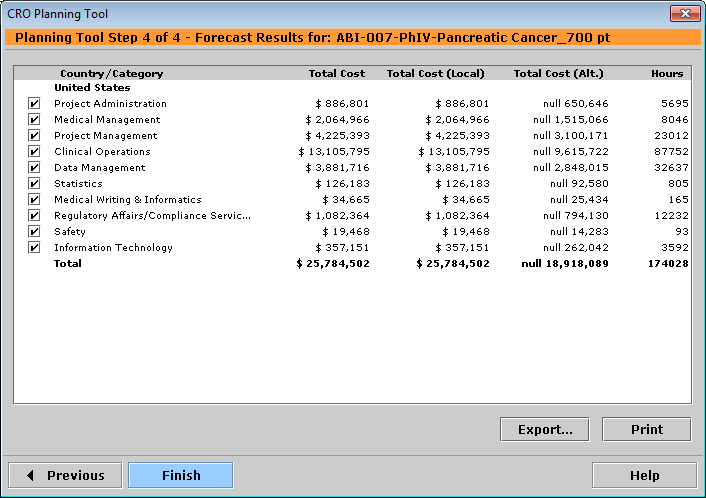 CRO Planning Tool
Planning Tool Step 4 of 4 - Forecast Results for: ABI-007-PhIV-Pancreatic Cancer_700 pt
Country/Category Total Cost Total Cost (Local) Total Cost (Alt.) Hours
United States
Project Administration $ 886,801 $ 886,801 null 650,646 5695
Medical Management $ 2,064,966 $ 2,064,966 null 1,515,066 8046
Project Management $ 4,225,393 $ 4,225,393 null 3,100,171 23012
Clinical Operations $ 13,105,795 $ 13,105,795 null 9,615,722 87752
Data Management $ 3,881,716 $ 3,881,716 null 2,848,015 32637
Statistics $ 126,183 $ 126,183 null 92,580 805
Medical Writing & Informatics $ 34,665 $ 34,665 null 25,434 165
Regulatory Affairs/Compliance Servic... $ 1,082,364 $ 1,082,364 null 794,130 12232
Safety $ 19,468 $ 19,468 null 14,283 93
Information Technology $ 357,151 $ 357,151 null 262,042 3592
Total $ 25,784,502 $ 25,784,502 null 18,918,089 174028
Export... Print
Previous Finish Help